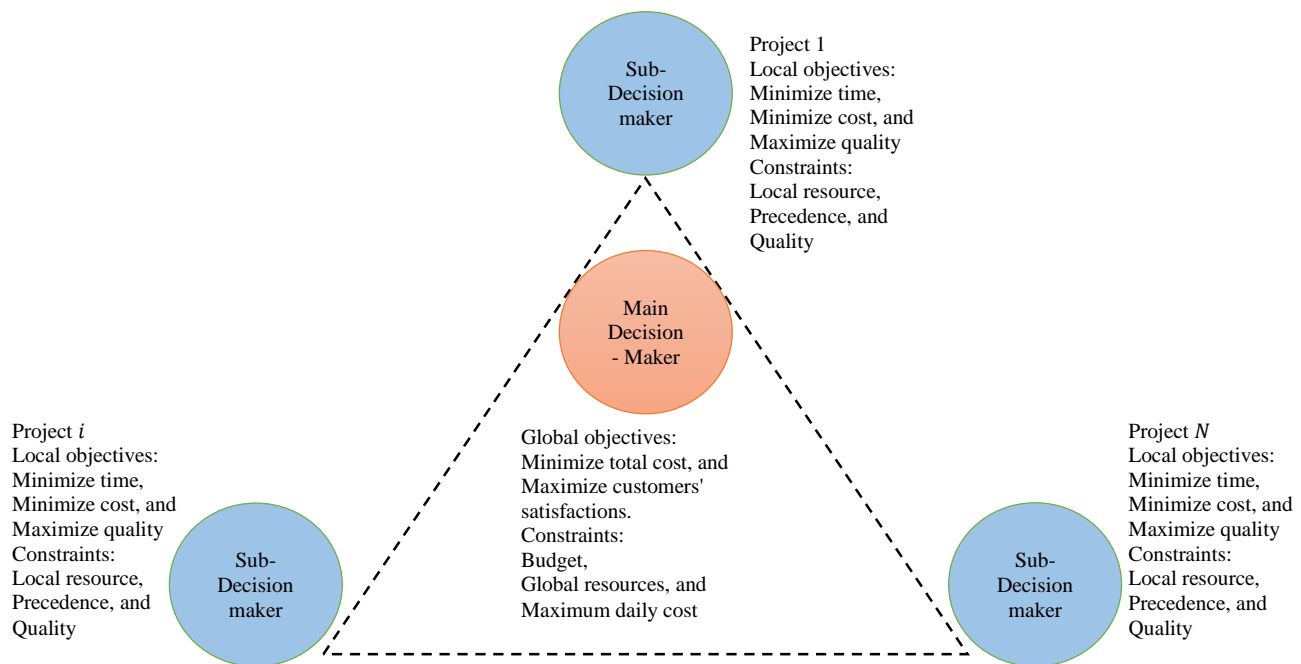 Sub-
Decision
maker
Project 1
Local objectives:
Minimize time,
Minimize cost, and
Maximize quality
Constraints:
Local resource,
Precedence, and
Quality
Main
Decision
- Maker
Project i
Local objectives:
Minimize time,
Minimize cost, and
Maximize quality
Constraints:
Local resource,
Precedence, and
Quality
Sub-
Decision
maker
Global objectives:
Minimize total cost, and
Maximize customers'
satisfactions.
Constraints:
Budget,
Global resources, and
Maximum daily cost
Project N
Local objectives:
Minimize time,
Minimize cost, and
Maximize quality
Constraints:
Local resource,
Precedence, and
Quality
Sub-
Decision
maker